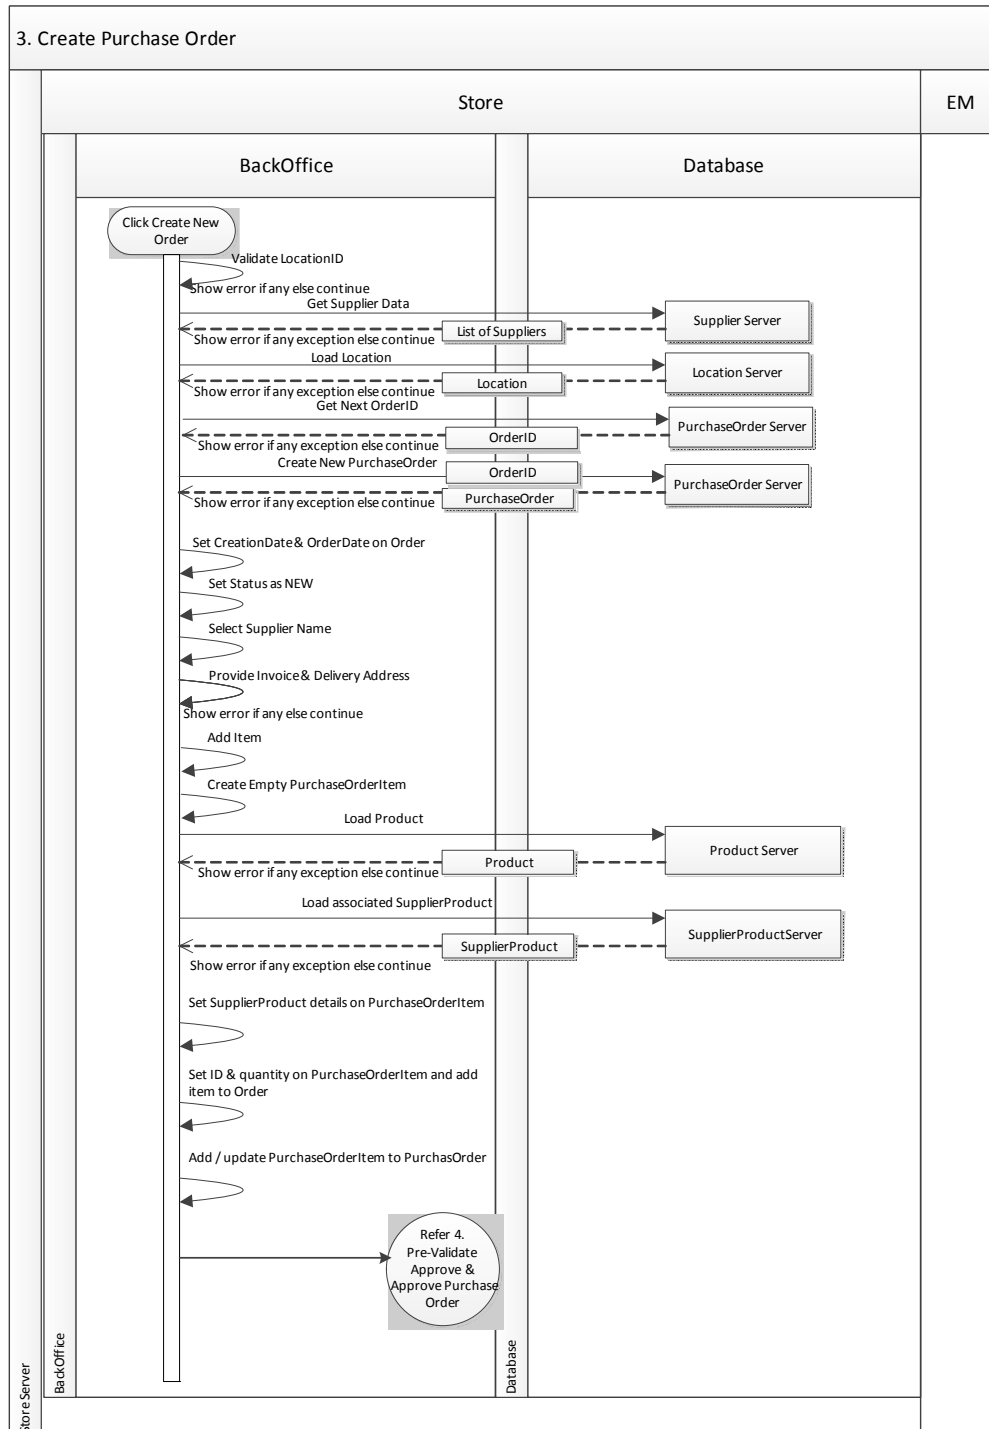 3. Create Purchase Order
Store
EM
BackOffice
Database
Click Create New
Order
Validate LocationID
Show error if any else continue
Get Supplier Data
Supplier Server
List of Suppliers
Show error if any exception else continue
Load Location
Location Server
Location
Show error if any exception else continue
Get Next OrderID
PurchaseOrder Server
OrderID
Show error if any exception else continue
Create New PurchaseOrder
OrderID
PurchaseOrder Server
PurchaseOrder
Show error if any exception else continue
Set CreationDate & OrderDate on Order
Set Status as NEW
Select Supplier Name
Provide Invoice & Delivery Address
Show error if any else continue
Add Item
Create Empty PurchaseOrderItem
Load Product
Product Server
Product
Show error if any exception else continue
Load associated SupplierProduct
SupplierProductServer
SupplierProduct
Show error if any exception else continue
Set SupplierProduct details on PurchaseOrderItem
Set ID & quantity on PurchaseOrderItem and add
item to Order
Add / update PurchaseOrderItem to PurchasOrder
Refer 4.
Pre-Validate
Approve &
Approve Purchase
Order
BackOffice
Database
Store Server